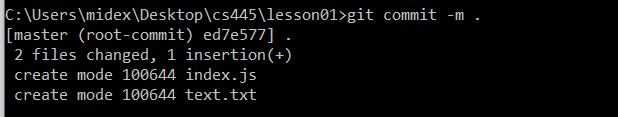 C:\Users\midex\Desktop\cs445\lesson01>git commit -m .
[master (root-commit) ed7e577] .
 2 files changed, 1 insertion(+)
 create mode 100644 index.js
 create mode 100644 text.txt